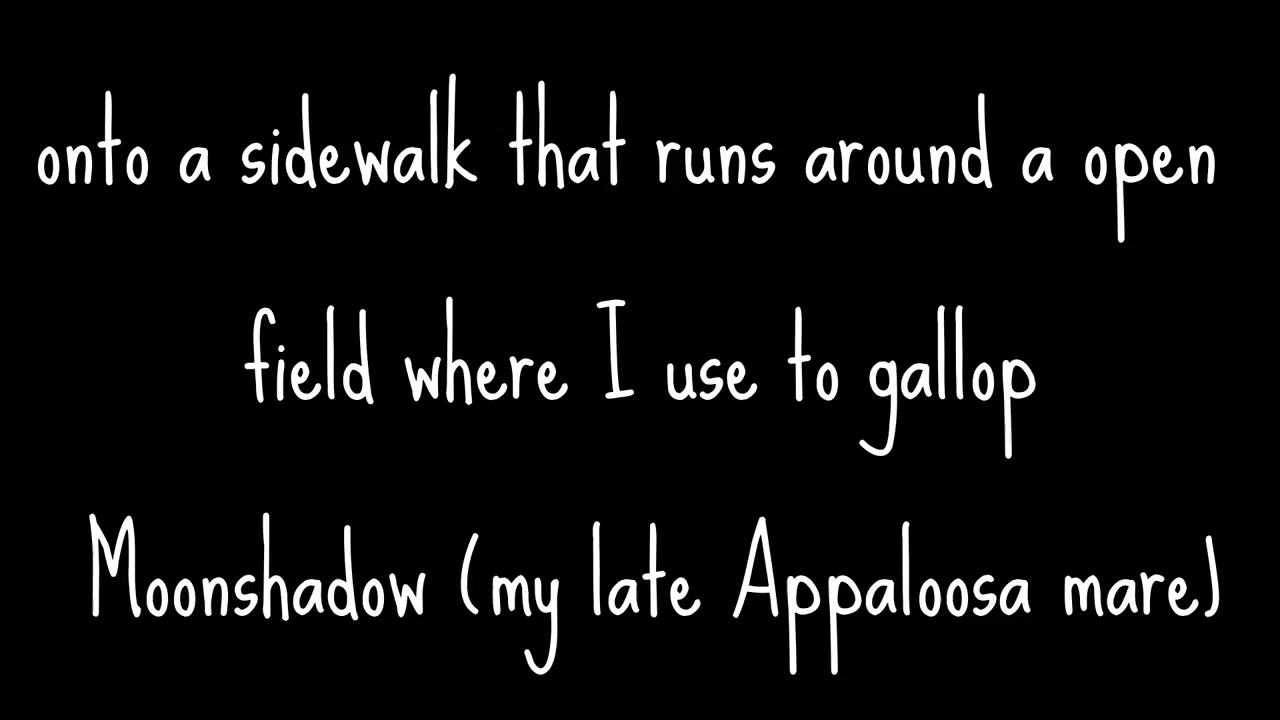 onto a sidewalk that runs around a open
field where I use to gallop
Moonshadow (my late Appaloosa mare)